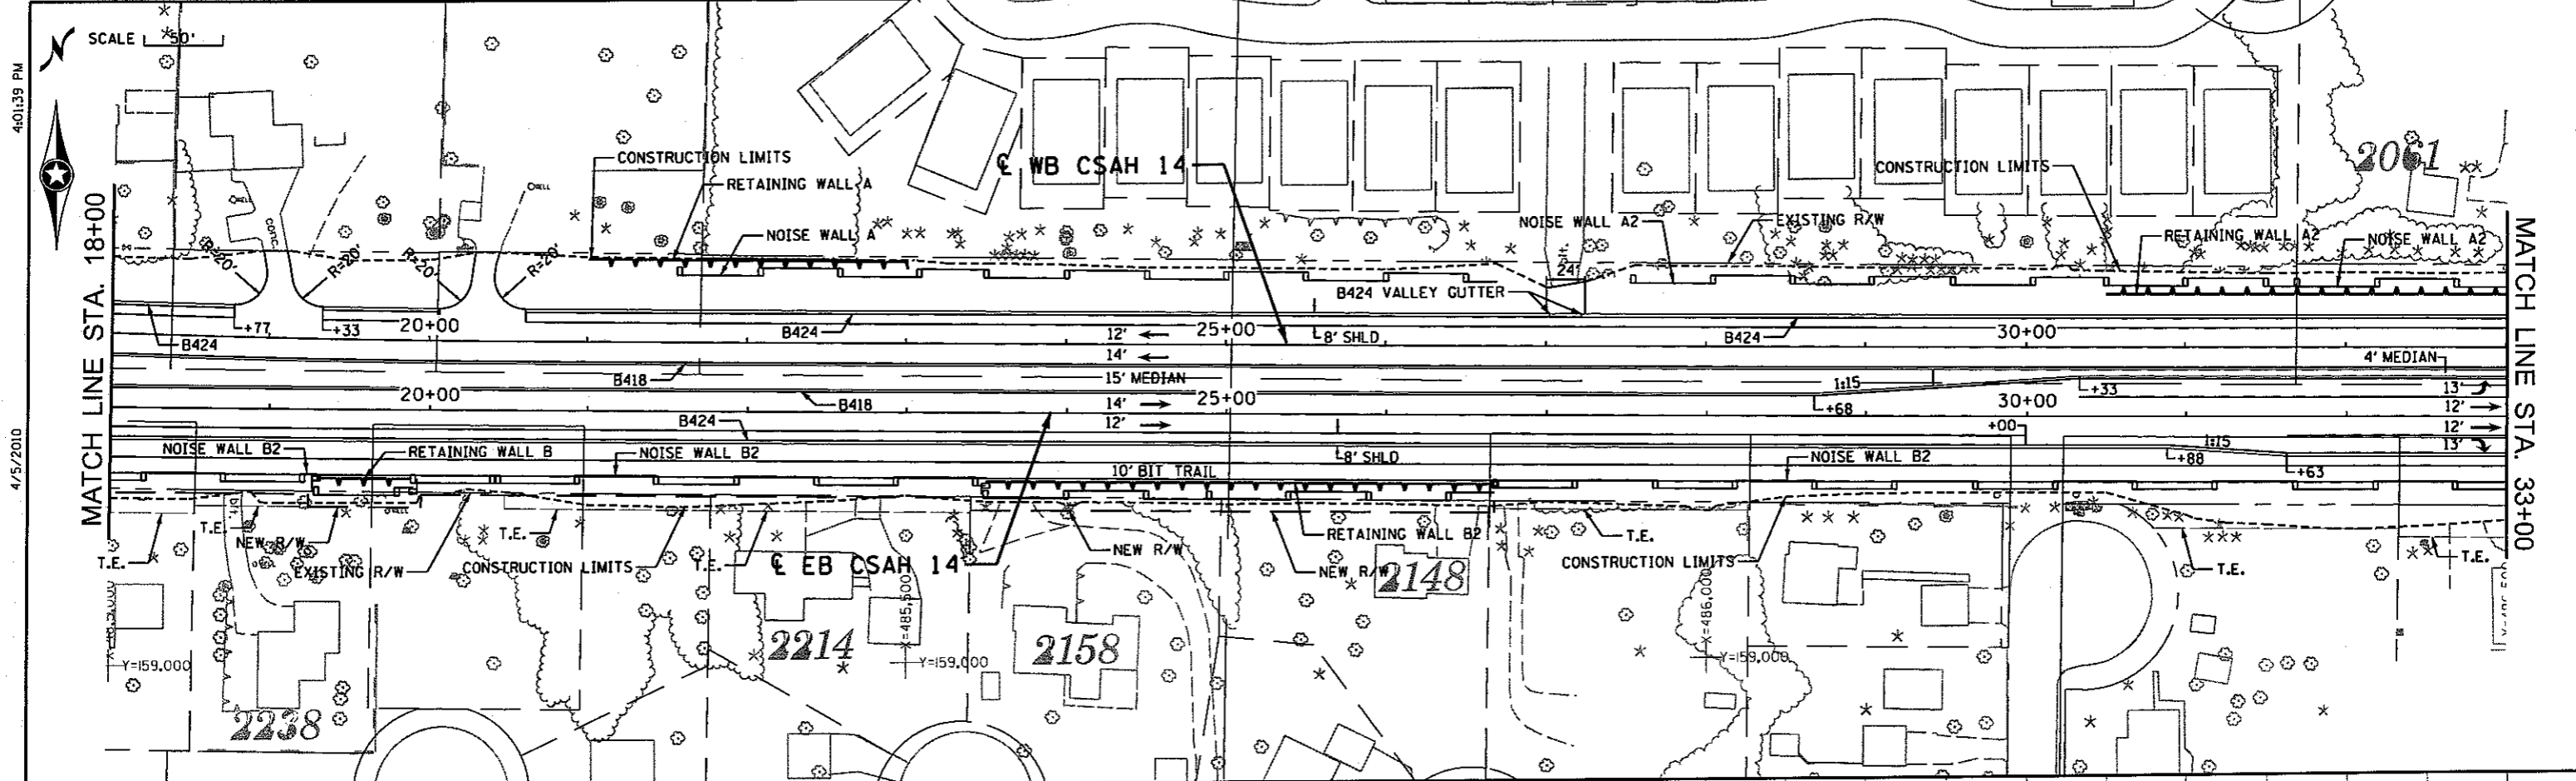 4:01:39 PM
4/5/2010
N
SCALE 50'
MATCH LINE STA. 18+00
MATCH LINE STA. 33+00
CONSTRUCTION LIMITS
RETAINING WALL A
NOISE WALL A
℄ WB CSAH 14
CONSTRUCTION LIMITS
2061
NOISE WALL A2
EXISTING R/W
RETAINING WALL A2
NOISE WALL A2
CONC.
R=20'
R=20'
R=20'
R=20'
24'
B424 VALLEY GUTTER
B424
+77
+33
20+00
B424
12'
25+00
8' SHLD
B424
30+00
14'
4' MEDIAN
B418
15' MEDIAN
1:15
+33
13'
20+00
B418
14'
25+00
+68
30+00
12'
B424
12'
+00
12'
NOISE WALL B2
RETAINING WALL B
NOISE WALL B2
8' SHLD
NOISE WALL B2
1:15
+88
+63
13'
10' BIT TRAIL
T.E.
T.E.
NEW R/W
EXISTING R/W
T.E.
CONSTRUCTION LIMITS
T.E.
℄ EB CSAH 14
NEW R/W
RETAINING WALL B2
NEW R/W
2148
T.E.
CONSTRUCTION LIMITS
T.E.
T.E.
X=485,500
X=486,000
2214
2158
Y=159,000
Y=159,000
Y=159,000
2238